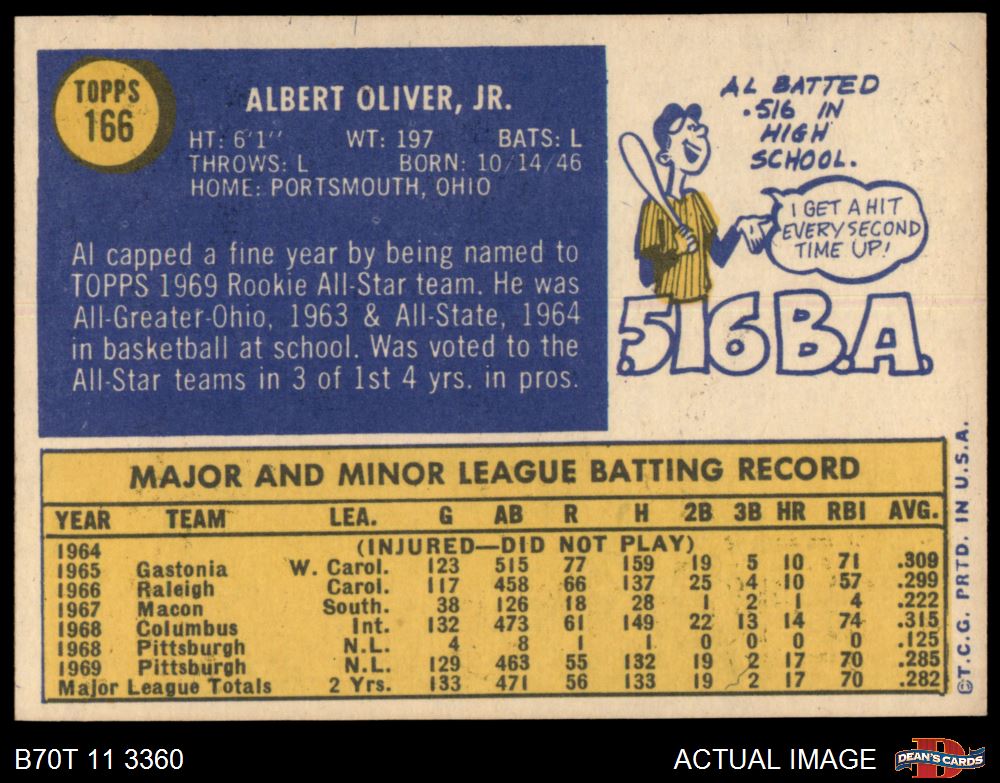 TOPPS
166
ALBERT OLIVER, JR.
HT: 6'1'' WT: 197 BATS: L
THROWS: L BORN: 10/14/46
HOME: PORTSMOUTH, OHIO
Al capped a fine year by being named to
TOPPS 1969 Rookie All-Star team. He was
All-Greater-Ohio, 1963 & All-State, 1964
in basketball at school. Was voted to the
All-Star teams in 3 of 1st 4 yrs. in pros.
AL BATTED
.516 IN
HIGH
SCHOOL.
I GET A HIT
EVERY SECOND
TIME UP!
.516 B.A.
MAJOR AND MINOR LEAGUE BATTING RECORD
YEAR TEAM LEA. G AB R H 2B 3B HR RBI AVG.
1964 (INJURED—DID NOT PLAY)
1965 Gastonia W. Carol. 123 515 77 159 19 5 10 71 .309
1966 Raleigh Carol. 117 458 66 137 25 4 10 57 .299
1967 Macon South. 38 126 18 28 1 2 1 4 .222
1968 Columbus Int. 132 473 61 149 22 13 14 74 .315
1968 Pittsburgh N.L. 4 8 1 1 0 0 0 0 .125
1969 Pittsburgh N.L. 129 463 55 132 19 2 17 70 .285
Major League Totals 2 Yrs. 133 471 56 133 19 2 17 70 .282
©T.C.G. PRTD. IN U.S.A.
B70T 11 3360
ACTUAL IMAGE
D
DEAN'S CARDS